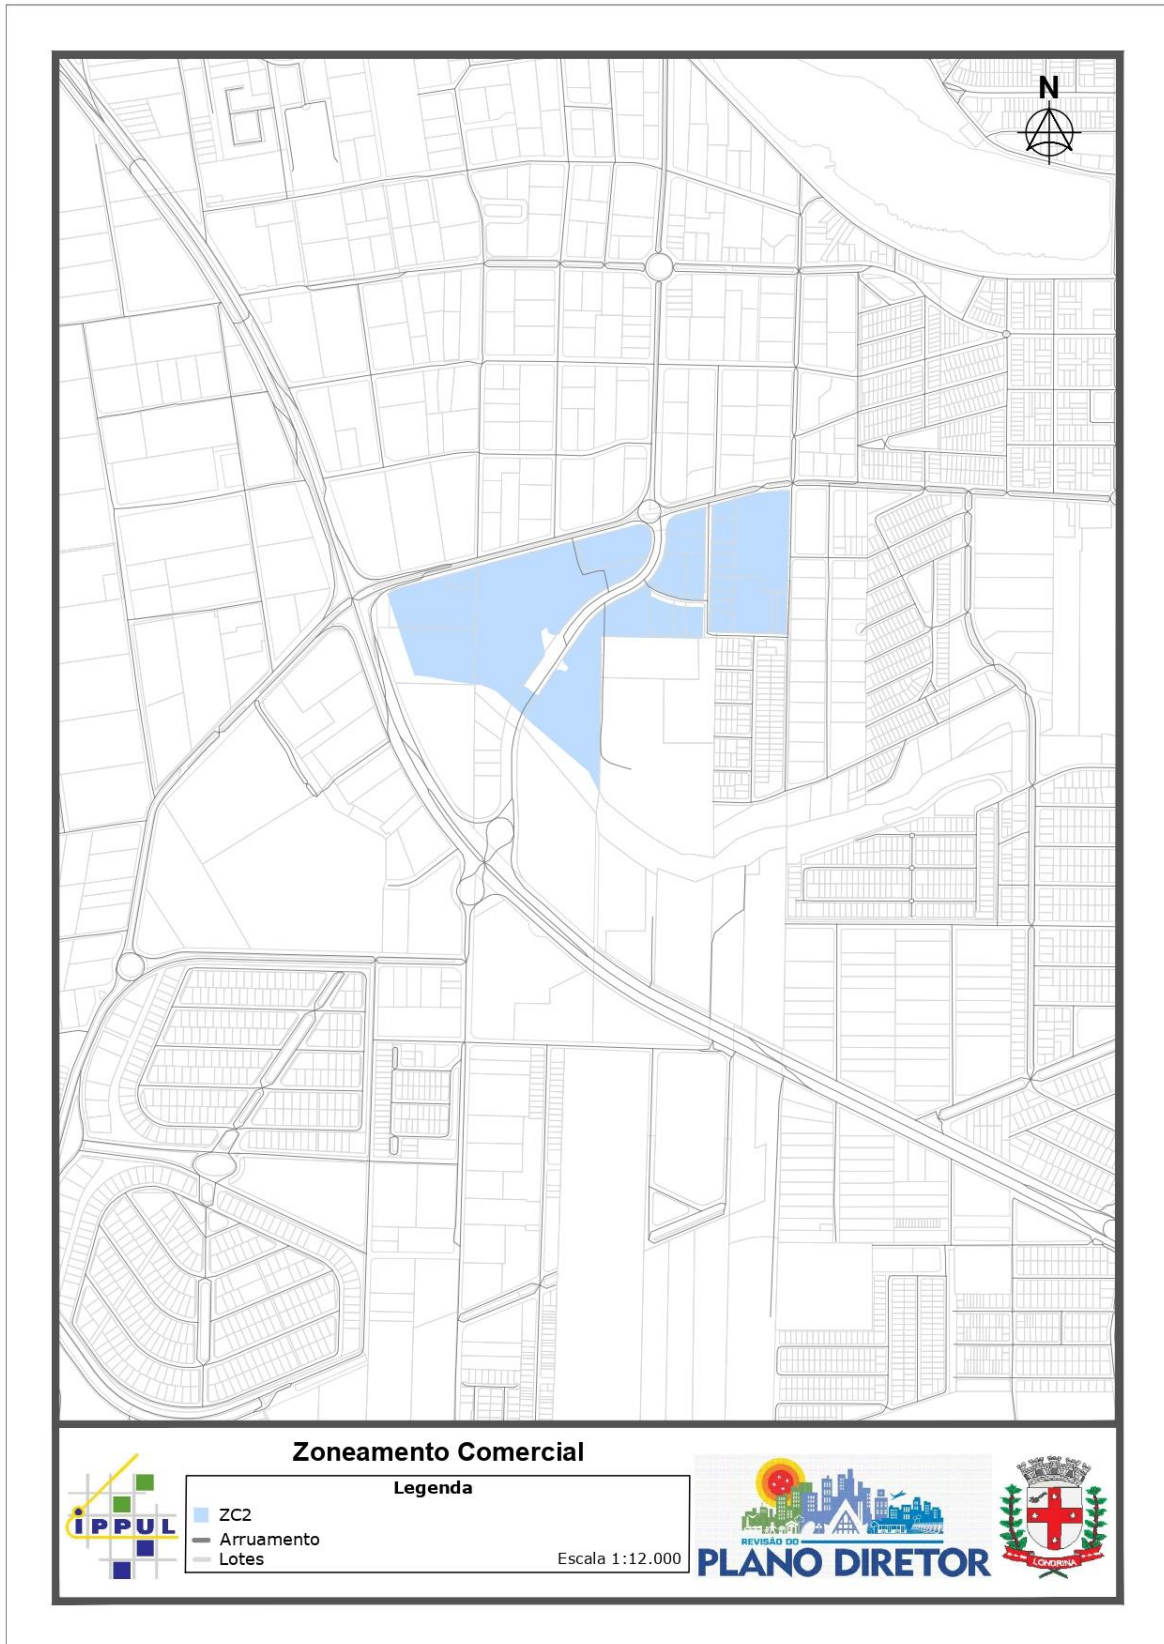 N
Zoneamento Comercial
Legenda
ZC2
Arruamento
Lotes
Escala 1:12.000
iPPUL
REVISÃO DO
PLANO DIRETOR
LONDRINA